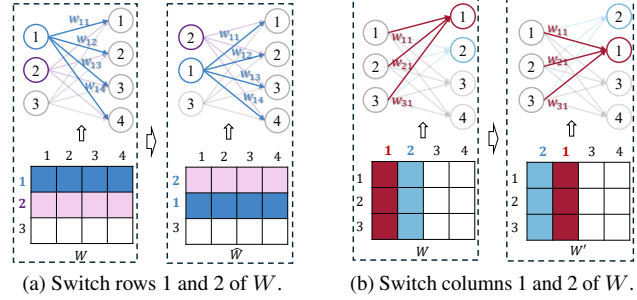 1 1 2 1 1 1 1 2
w₁₁ w₁₁ w₁₁ w₁₁
2 w₁₂ 2 1 w₁₂ 2 2 w₂₁ 2 2 w₂₁ 1
w₁₃ w₁₃
3 w₁₄ 3 3 w₁₄ 3 3 w₃₁ 3 3 w₃₁ 3
4 4 4 4
1 2 3 4 1 2 3 4 1 2 3 4 2 1 3 4
1 2 1 1
2 1 2 2
3 3 3 3
W Ŵ W W′
(a) Switch rows 1 and 2 of W. (b) Switch columns 1 and 2 of W.